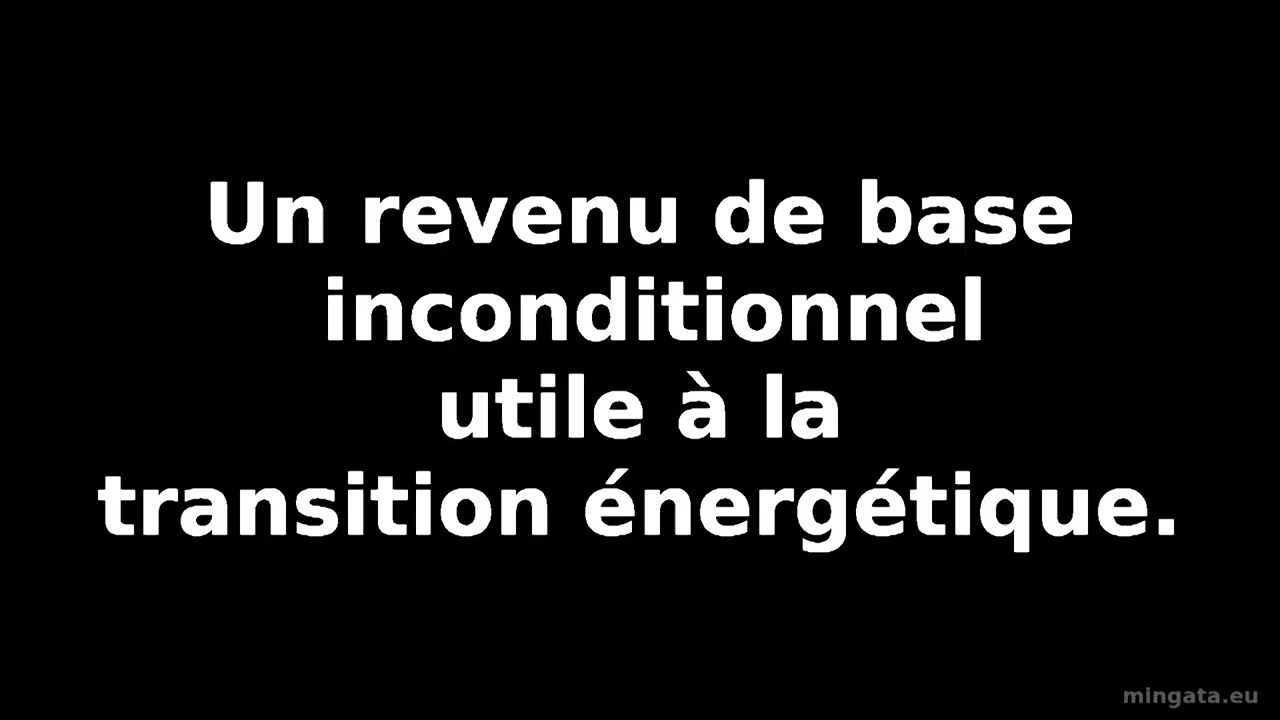 Un revenu de base
inconditionnel
utile à la
transition énergétique.
mingata.eu